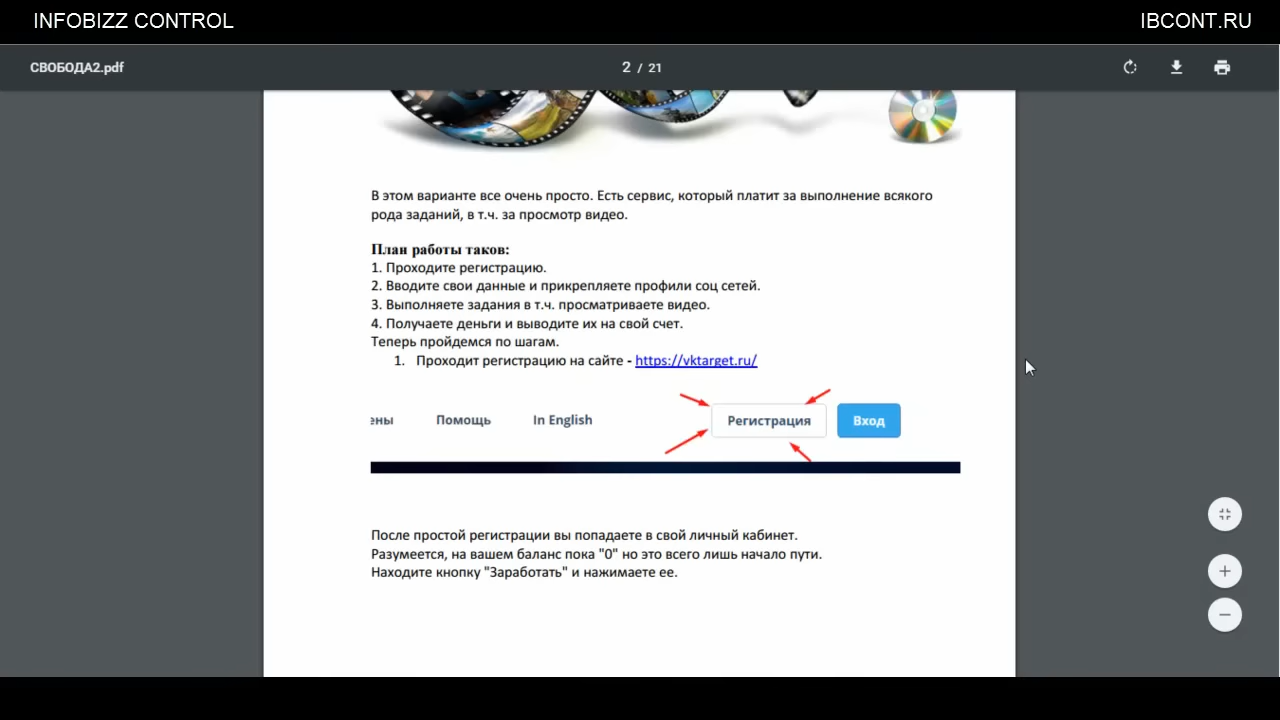 INFOBIZZ CONTROL
IBCONT.RU
СВОБОДА2.pdf
2 / 21
В этом варианте все очень просто. Есть сервис, который платит за выполнение всякого
рода заданий, в т.ч. за просмотр видео.
План работы таков:
1. Проходите регистрацию.
2. Вводите свои данные и прикрепляете профили соц сетей.
3. Выполняете задания в т.ч. просматриваете видео.
4. Получаете деньги и выводите их на свой счет.
Теперь пройдемся по шагам.
1. Проходит регистрацию на сайте - https://vktarget.ru/
ены Помощь In English Регистрация Вход
После простой регистрации вы попадаете в свой личный кабинет.
Разумеется, на вашем баланс пока "0" но это всего лишь начало пути.
Находите кнопку "Заработать" и нажимаете ее.